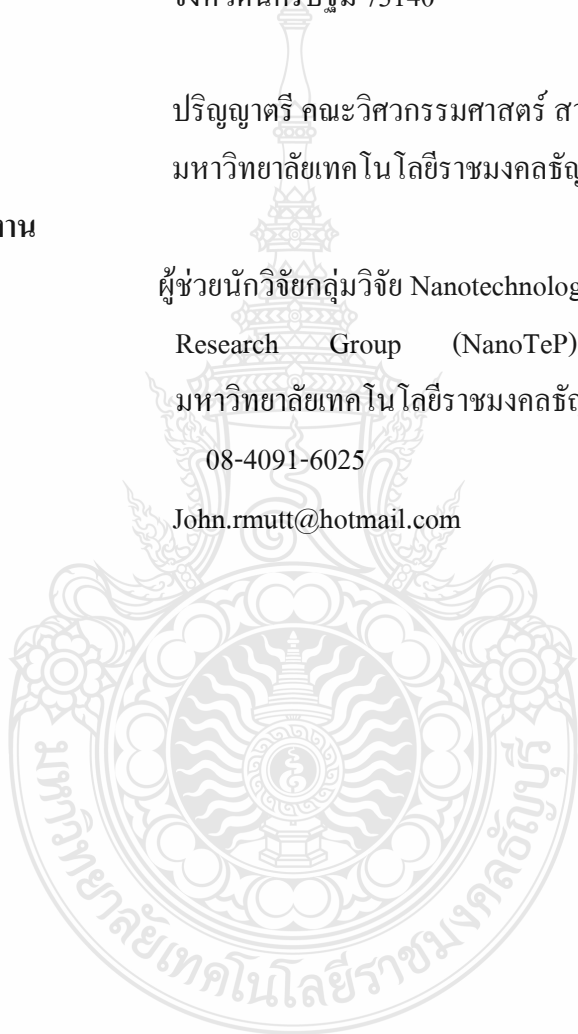 จังหวัดนครปฐม 73140
ปริญญาตรี คณะวิศวกรรมศาสตร์
มหาวิทยาลัยเทคโนโลยีราชมงคลธัญ
ผู้ช่วยนักวิจัยกลุ่มวิจัย Nanotechnolog
Research Group (NanoTeP)
มหาวิทยาลัยเทคโนโลยีราชมงคลธัญ
08-4091-6025
John.rmutt@hotmail.com
มหาวิทยาลัยเทคโนโลยีราชมงคลธัญบุรี